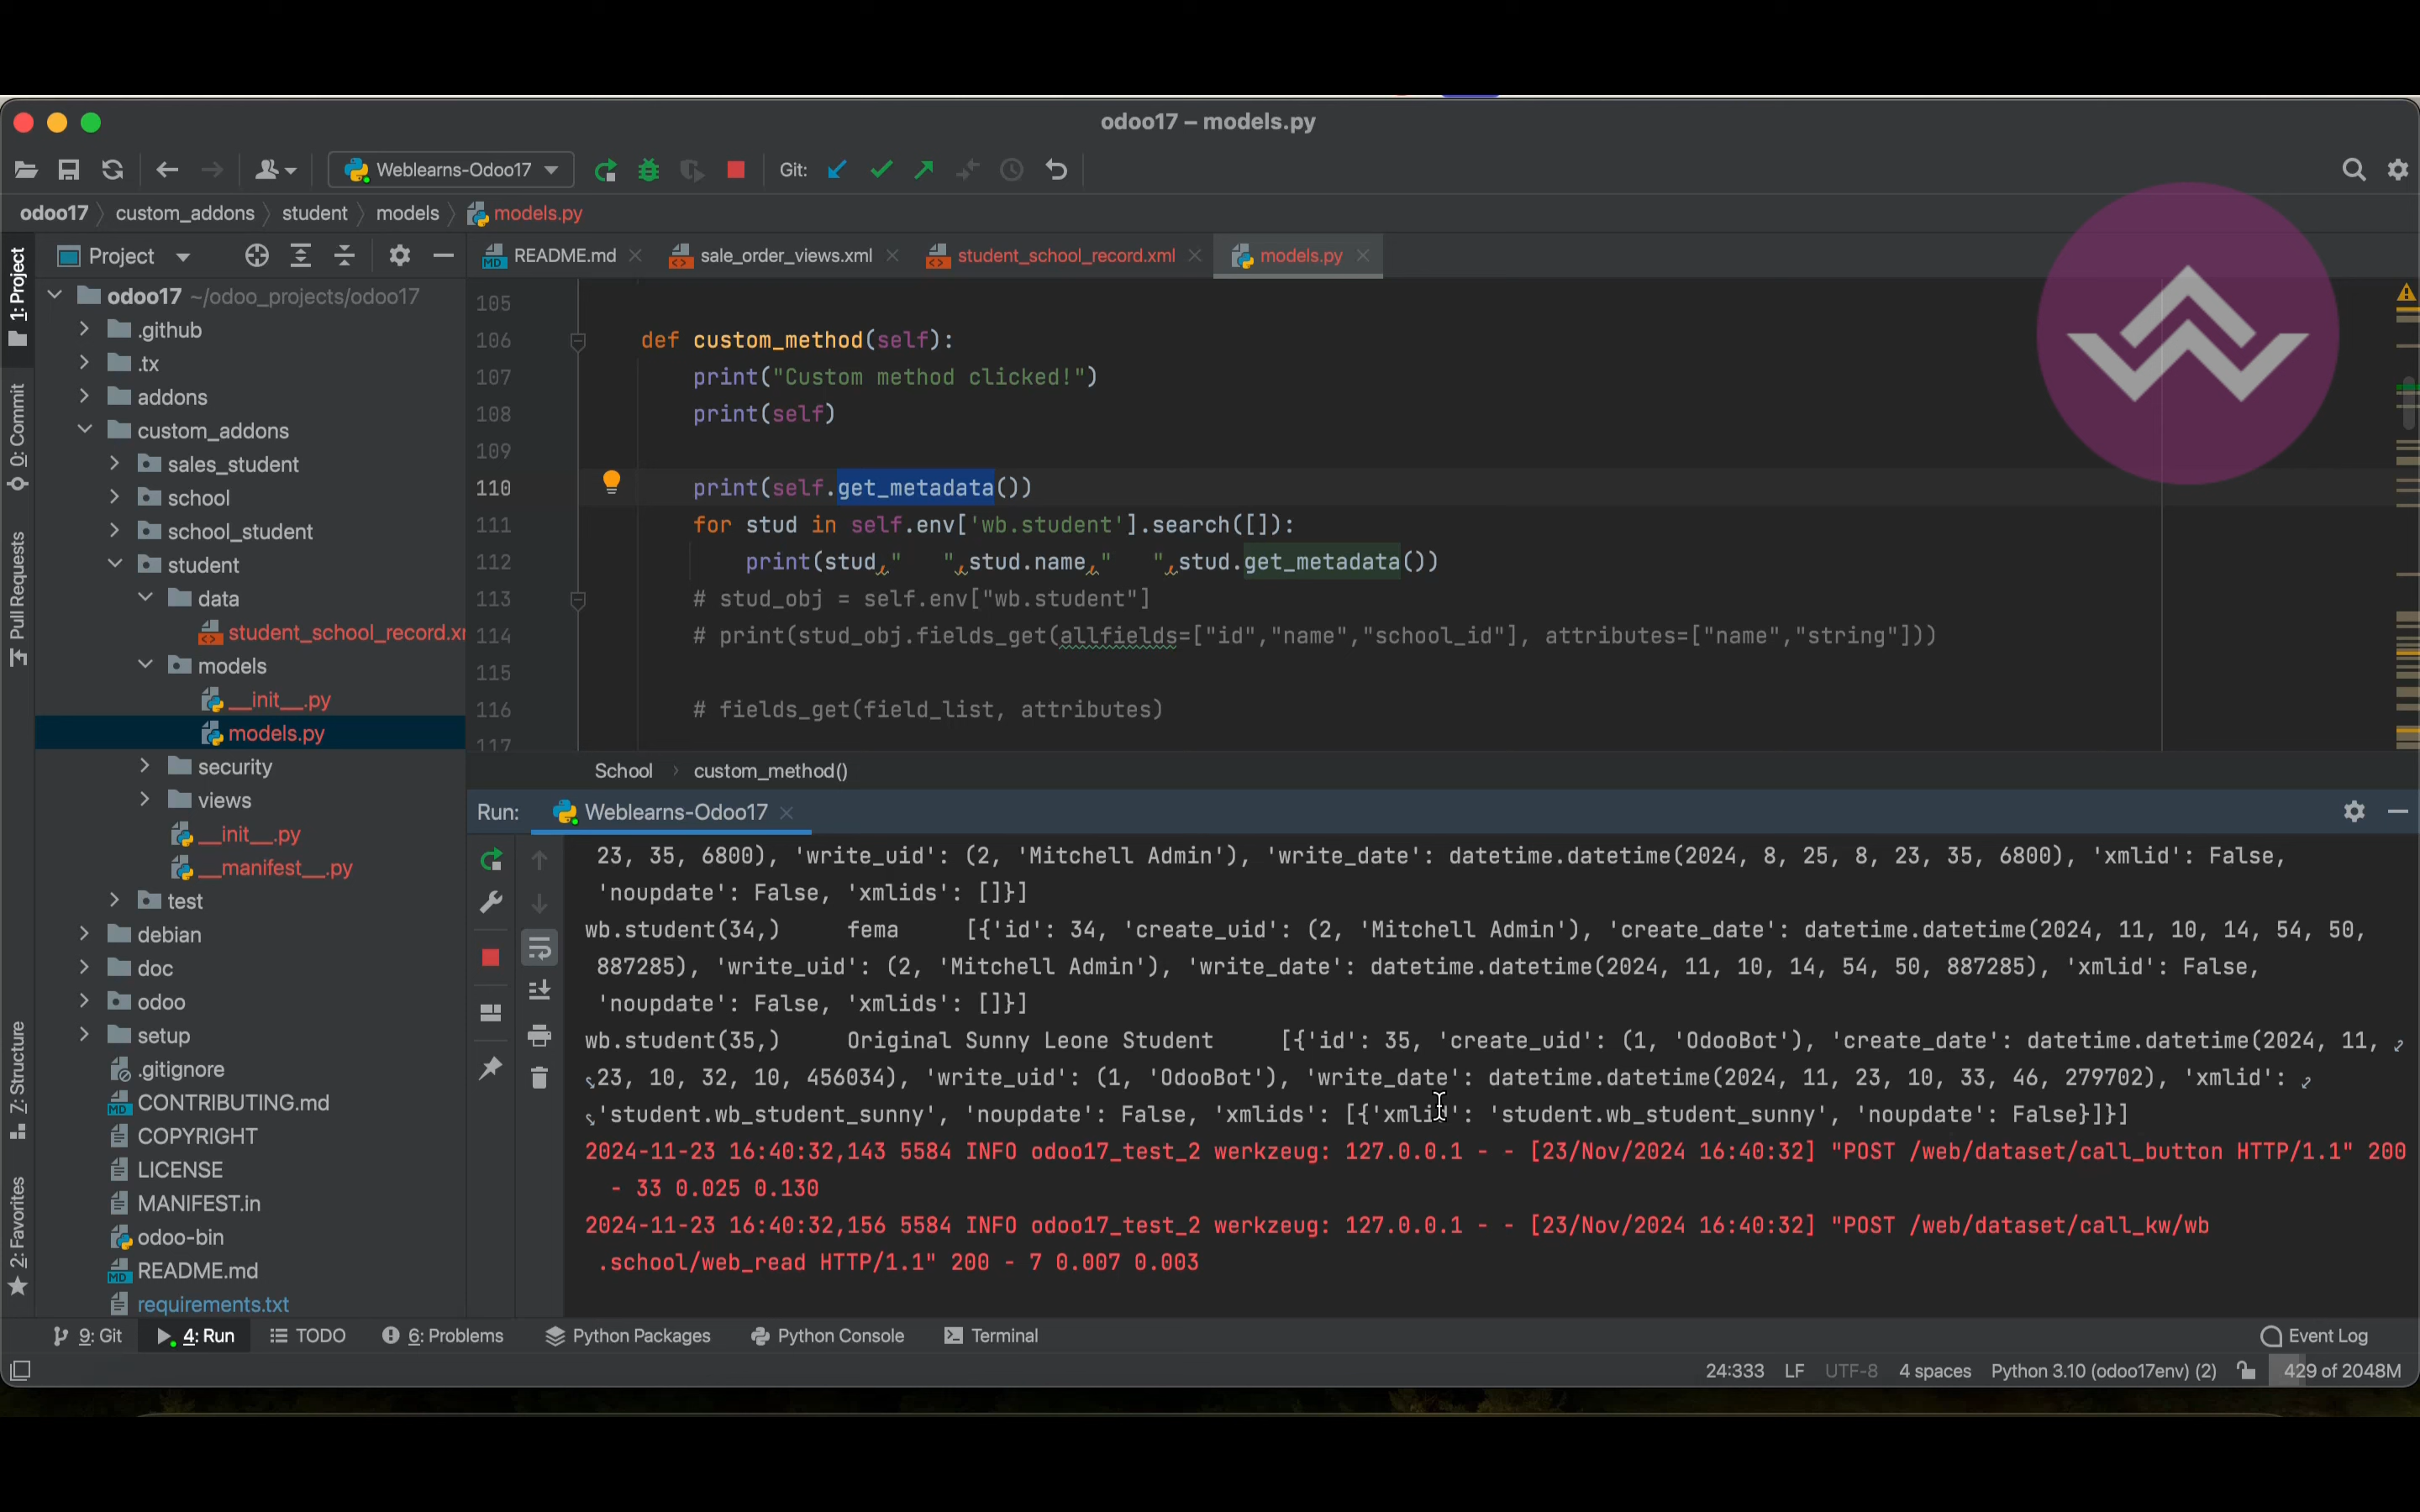 odoo17 – models.py
Weblearns-Odoo17
Git:
odoo17 custom_addons student models models.py
1: Project
0: Commit
Pull Requests
7: Structure
2: Favorites
Project
README.md
sale_order_views.xml
student_school_record.xml
models.py
odoo17 ~/odoo_projects/odoo17
.github
.tx
addons
custom_addons
sales_student
school
school_student
student
data
student_school_record.xm
models
__init__.py
models.py
security
views
__init__.py
__manifest__.py
test
debian
doc
odoo
setup
.gitignore
CONTRIBUTING.md
COPYRIGHT
LICENSE
MANIFEST.in
odoo-bin
README.md
requirements.txt
105
106 def custom_method(self):
107 print("Custom method clicked!")
108 print(self)
109
110 print(self.get_metadata())
111 for stud in self.env['wb.student'].search([]):
112 print(stud,"   ",stud.name,"   ",stud.get_metadata())
113 # stud_obj = self.env["wb.student"]
114 # print(stud_obj.fields_get(allfields=["id","name","school_id"], attributes=["name","string"]))
115
116 # fields_get(field_list, attributes)
117
School custom_method()
Run: Weblearns-Odoo17
23, 35, 6800), 'write_uid': (2, 'Mitchell Admin'), 'write_date': datetime.datetime(2024, 8, 25, 8, 23, 35, 6800), 'xmlid': False,
'noupdate': False, 'xmlids': []}]
wb.student(34,)     fema     [{'id': 34, 'create_uid': (2, 'Mitchell Admin'), 'create_date': datetime.datetime(2024, 11, 10, 14, 54, 50,
887285), 'write_uid': (2, 'Mitchell Admin'), 'write_date': datetime.datetime(2024, 11, 10, 14, 54, 50, 887285), 'xmlid': False,
'noupdate': False, 'xmlids': []}]
wb.student(35,)     Original Sunny Leone Student     [{'id': 35, 'create_uid': (1, 'OdooBot'), 'create_date': datetime.datetime(2024, 11,
23, 10, 32, 10, 456034), 'write_uid': (1, 'OdooBot'), 'write_date': datetime.datetime(2024, 11, 23, 10, 33, 46, 279702), 'xmlid':
'student.wb_student_sunny', 'noupdate': False, 'xmlids': [{'xmlid': 'student.wb_student_sunny', 'noupdate': False}]}]
2024-11-23 16:40:32,143 5584 INFO odoo17_test_2 werkzeug: 127.0.0.1 - - [23/Nov/2024 16:40:32] "POST /web/dataset/call_button HTTP/1.1" 200
- 33 0.025 0.130
2024-11-23 16:40:32,156 5584 INFO odoo17_test_2 werkzeug: 127.0.0.1 - - [23/Nov/2024 16:40:32] "POST /web/dataset/call_kw/wb
.school/web_read HTTP/1.1" 200 - 7 0.007 0.003
9: Git
4: Run
TODO
6: Problems
Python Packages
Python Console
Terminal
Event Log
24:333 LF UTF-8 4 spaces Python 3.10 (odoo17env) (2) 429 of 2048M